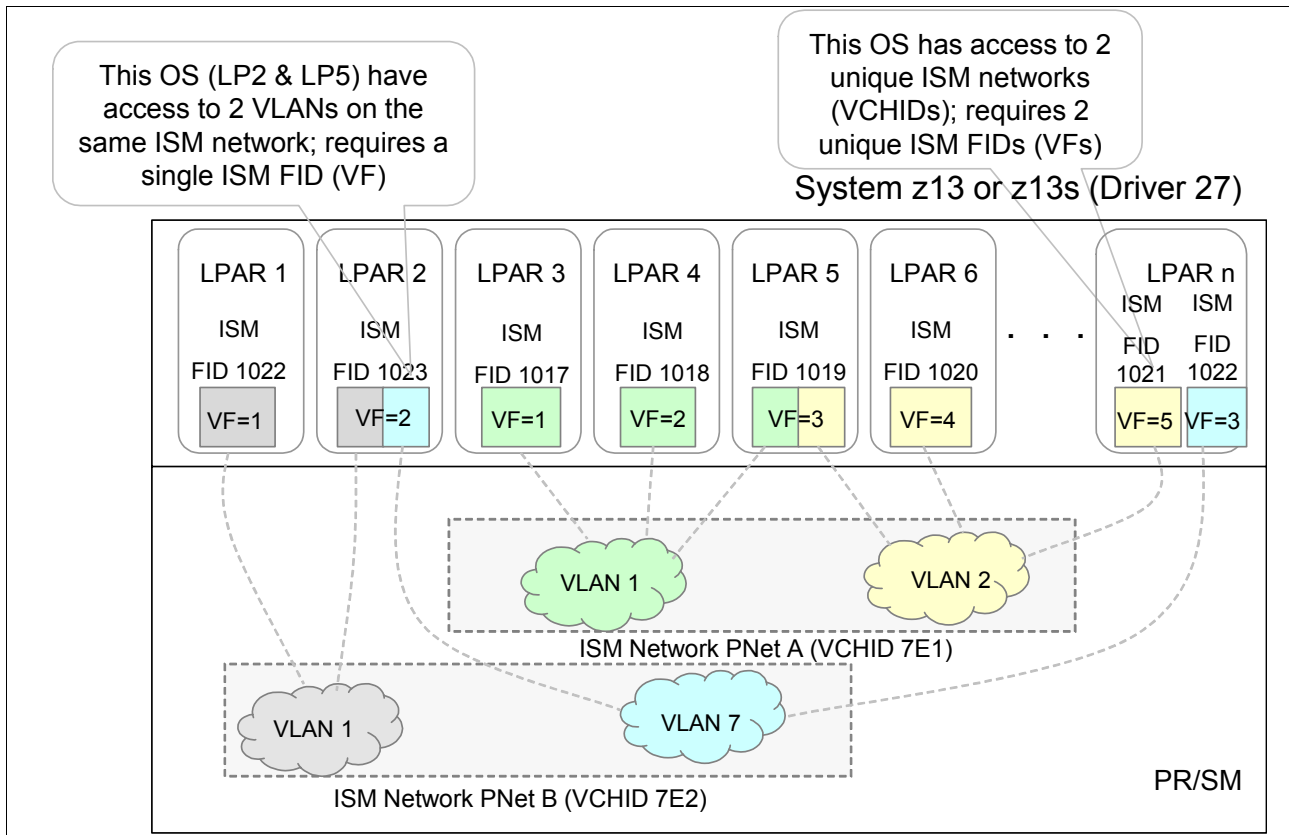 This OS (LP2 & LP5) have
access to 2 VLANs on the
same ISM network; requires a
single ISM FID (VF)
This OS has access to 2
unique ISM networks
(VCHIDs); requires 2
unique ISM FIDs (VFs)
System z13 or z13s (Driver 27)
LPAR 1
ISM
FID 1022
VF=1
LPAR 2
ISM
FID 1023
VF=2
LPAR 3
ISM
FID 1017
VF=1
LPAR 4
ISM
FID 1018
VF=2
LPAR 5
ISM
FID 1019
VF=3
LPAR 6
ISM
FID 1020
VF=4
. . .
LPAR n
ISM
FID
1021
VF=5
ISM
FID
1022
VF=3
VLAN 1
VLAN 2
ISM Network PNet A (VCHID 7E1)
VLAN 1
VLAN 7
ISM Network PNet B (VCHID 7E2)
PR/SM